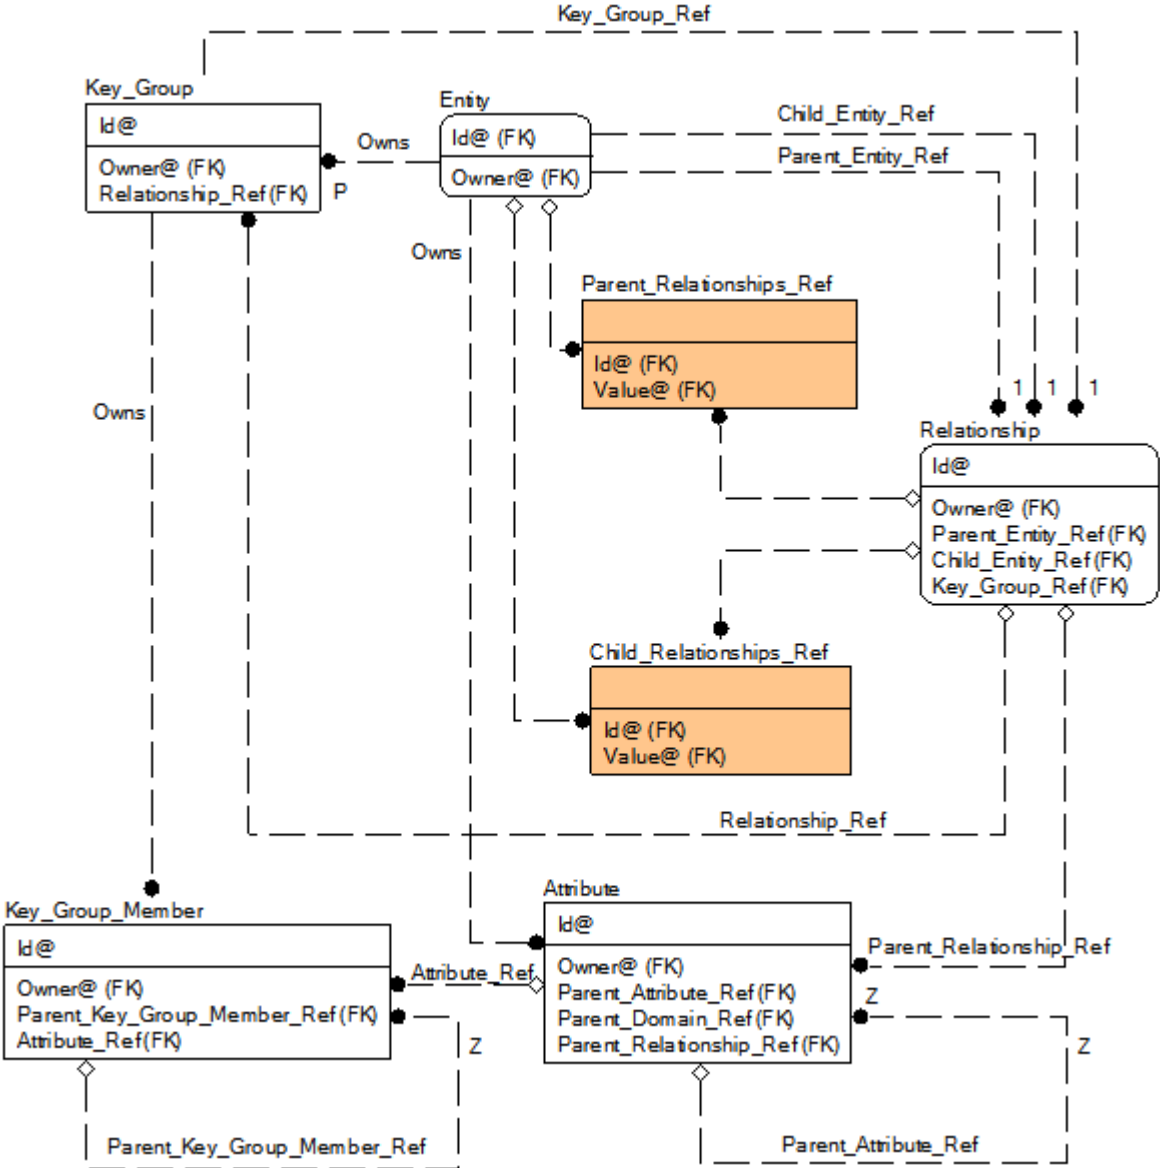 Key_Group_Ref
Key_Group
Id@
Owner@ (FK)
Relationship_Ref(FK)
Owns
P
Entity
Id@ (FK)
Owner@ (FK)
Child_Entity_Ref
Parent_Entity_Ref
Owns
Parent_Relationships_Ref
Id@ (FK)
Value@ (FK)
1
1
1
Owns
Relationship
Id@
Owner@ (FK)
Parent_Entity_Ref(FK)
Child_Entity_Ref(FK)
Key_Group_Ref(FK)
Child_Relationships_Ref
Id@ (FK)
Value@ (FK)
Relationship_Ref
Key_Group_Member
Id@
Owner@ (FK)
Parent_Key_Group_Member_Ref(FK)
Attribute_Ref(FK)
Attribute_Ref
Z
Attribute
Id@
Owner@ (FK)
Parent_Attribute_Ref(FK)
Parent_Domain_Ref(FK)
Parent_Relationship_Ref(FK)
Parent_Relationship_Ref
Z
Z
Parent_Key_Group_Member_Ref
Parent_Attribute_Ref